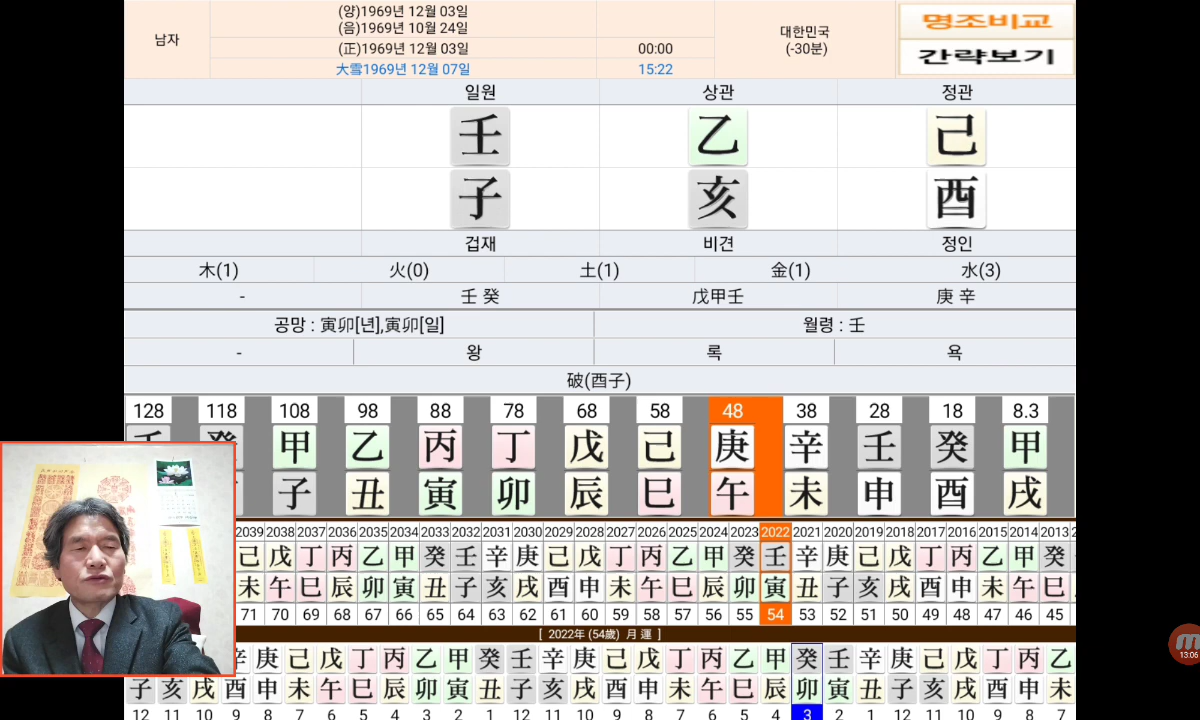 남자
(양)1969년 12월 03일
(음)1969년 10월 24일
(正)1969년 12월 03일 00:00
大雪1969년 12월 07일 15:22
대한민국
(-30분)
명조비교
간략보기
일원 상관 정관
壬 乙 己
子 亥 酉
겁재 비견 정인
木(1) 火(0) 土(1) 金(1) 水(3)
- 壬 癸 戊甲壬 庚 辛
공망 : 寅卯[년],寅卯[일] 월령 : 壬
- 왕 록 욕
破(酉子)
128 118 108 98 88 78 68 58 48 38 28 18 8.3
壬 癸 甲 乙 丙 丁 戊 己 庚 辛 壬 癸 甲
子 丑 寅 卯 辰 巳 午 未 申 酉 戌
2039 2038 2037 2036 2035 2034 2033 2032 2031 2030 2029 2028 2027 2026 2025 2024 2023 2022 2021 2020 2019 2018 2017 2016 2015 2014 2013
己 戊 丁 丙 乙 甲 癸 壬 辛 庚 己 戊 丁 丙 乙 甲 癸 壬 辛 庚 己 戊 丁 丙 乙 甲 癸
未 午 巳 辰 卯 寅 丑 子 亥 戌 酉 申 未 午 巳 辰 卯 寅 丑 子 亥 戌 酉 申 未 午 巳
71 70 69 68 67 66 65 64 63 62 61 60 59 58 57 56 55 54 53 52 51 50 49 48 47 46 45
[ 2022年 (54歲) 月 運 ]
辛 庚 己 戊 丁 丙 乙 甲 癸 壬 辛 庚 己 戊 丁 丙 乙 甲 癸 壬 辛 庚 己 戊 丁 丙 乙
子 亥 戌 酉 申 未 午 巳 辰 卯 寅 丑 子 亥 戌 酉 申 未 午 巳 辰 卯 寅 丑 子 亥 戌 酉 申 未
12 11 10 9 8 7 6 5 4 3 2 1 12 11 10 9 8 7 6 5 4 3 2 1 12 11 10 9 8 7
13:06